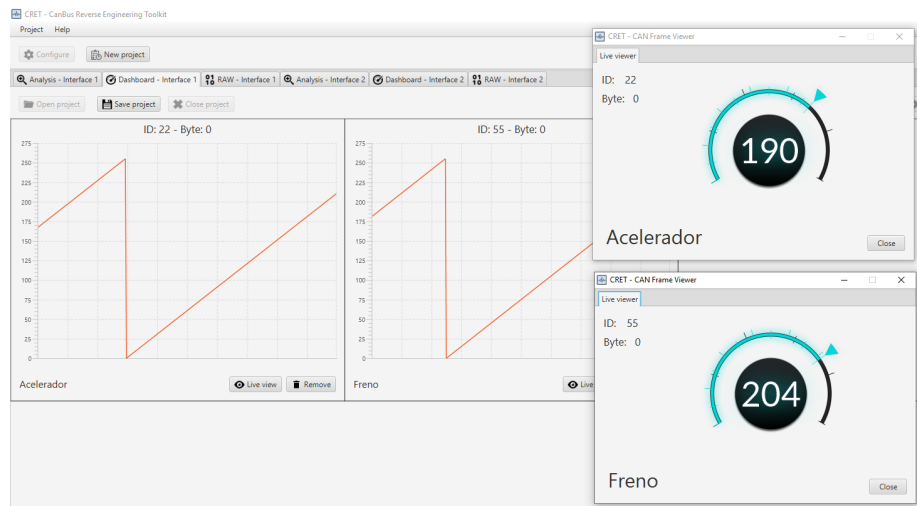 CRET - CanBus Reverse Engineering Toolkit
Project Help
Configure New project
Analysis - Interface 1 Dashboard - Interface 1 RAW - Interface 1 Analysis - Interface 2 Dashboard - Interface 2 RAW - Interface 2
Open project Save project Close project
ID: 22 - Byte: 0
275
250
225
200
175
150
125
100
75
50
25
0
Acelerador
Live view Remove
ID: 55 - Byte: 0
275
250
225
200
175
150
125
100
75
50
25
0
Freno
Live
CRET - CAN Frame Viewer
Live viewer
ID: 22
Byte: 0
190
Acelerador
Close
CRET - CAN Frame Viewer
Live viewer
ID: 55
Byte: 0
204
Freno
Close